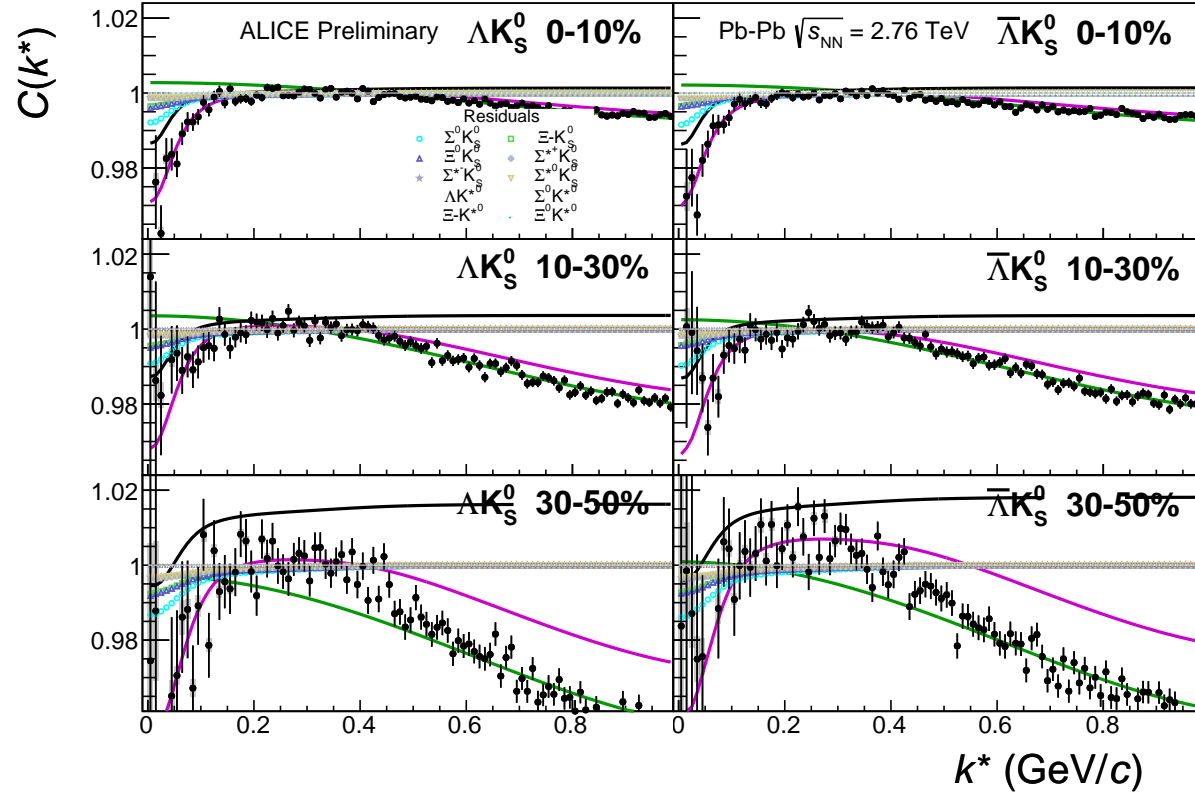 C(k*)
1.02
1
0.98
ALICE Preliminary ΛK⁰S 0-10%
Pb-Pb √sNN = 2.76 TeV Λ̅K⁰S 0-10%
Residuals
Σ⁰K⁰S Ξ-K⁰S
Ξ⁰K⁰S Σ*⁺K⁰S
Σ*⁻K⁰S Σ*⁰K⁰S
ΛK*⁰ Σ⁰K*⁰
Ξ-K*⁰ Ξ⁰K*⁰
1.02
1
0.98
ΛK⁰S 10-30%
Λ̅K⁰S 10-30%
1.02
1
0.98
ΛK⁰S 30-50%
Λ̅K⁰S 30-50%
0 0.2 0.4 0.6 0.8 0 0.2 0.4 0.6 0.8
k* (GeV/c)